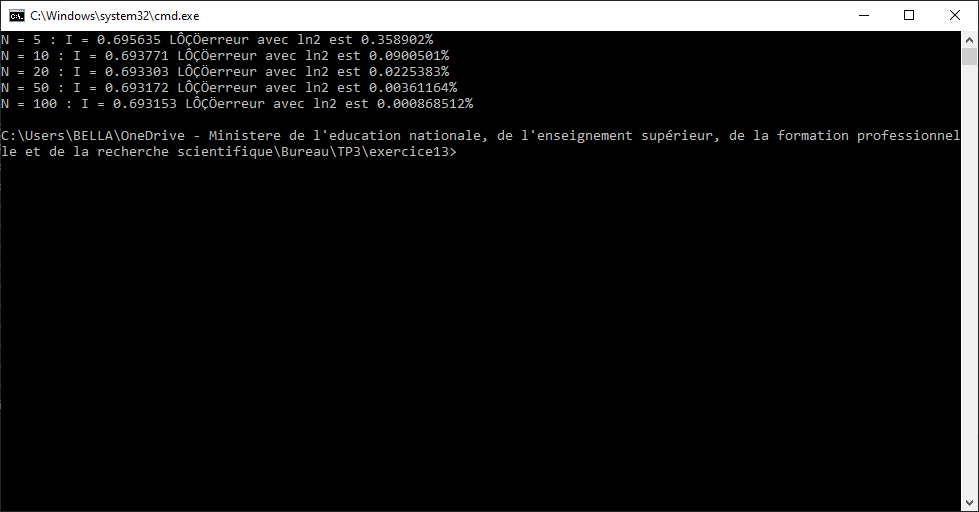 C:\Windows\system32\cmd.exe
N = 5 : I = 0.695635 LÔÇÖerreur avec ln2 est 0.358902%
N = 10 : I = 0.693771 LÔÇÖerreur avec ln2 est 0.0900501%
N = 20 : I = 0.693303 LÔÇÖerreur avec ln2 est 0.0225383%
N = 50 : I = 0.693172 LÔÇÖerreur avec ln2 est 0.00361164%
N = 100 : I = 0.693153 LÔÇÖerreur avec ln2 est 0.000868512%
C:\Users\BELLA\OneDrive - Ministere de l'education nationale, de l'enseignement supérieur, de la formation professionnel
le et de la recherche scientifique\Bureau\TP3\exercice13>